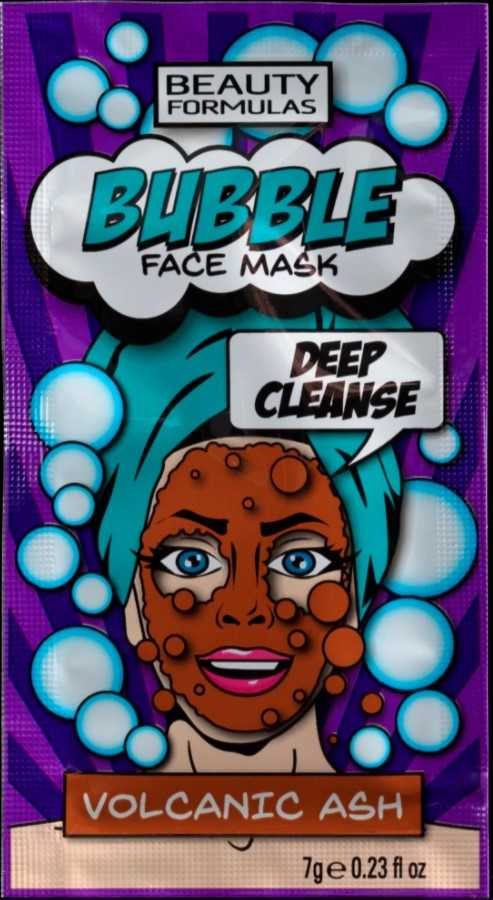 BEAUTY
FORMULAS
BUBBLE
FACE MASK
DEEP
CLEANSE
VOLCANIC ASH
7g℮0.23 fl oz